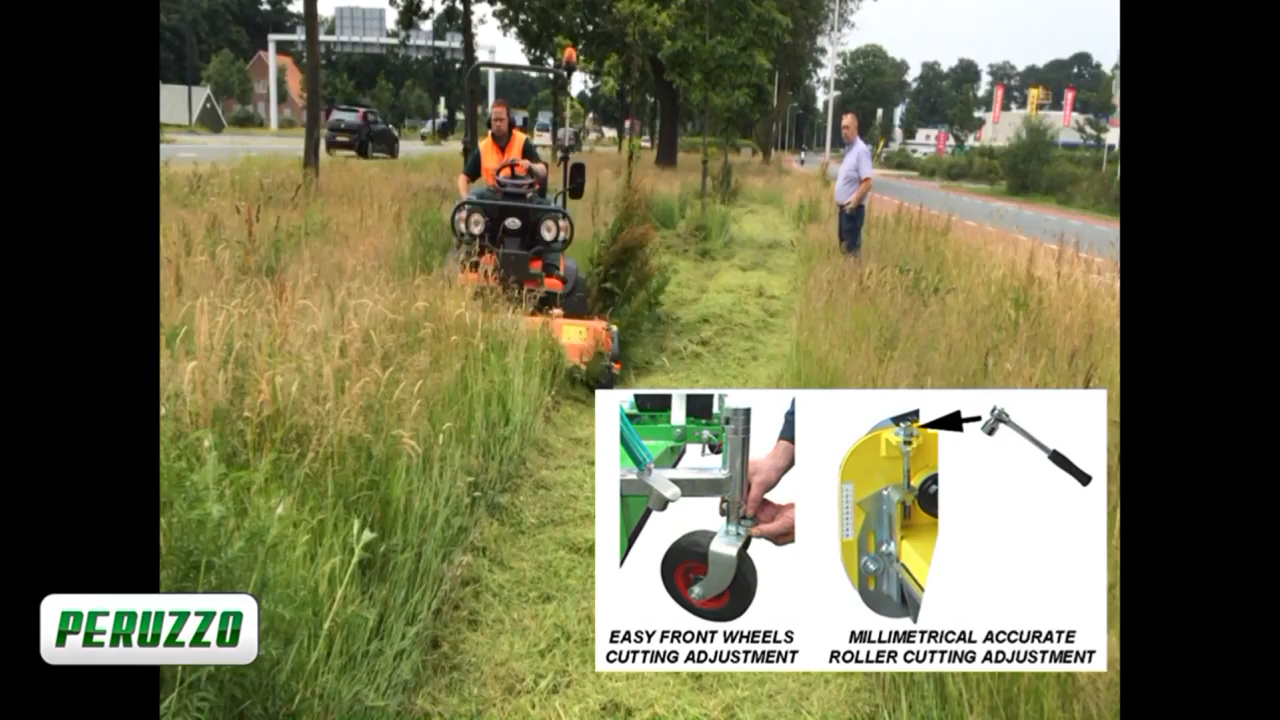 EASY FRONT WHEELS
CUTTING ADJUSTMENT
MILLIMETRICAL ACCURATE
ROLLER CUTTING ADJUSTMENT
PERUZZO